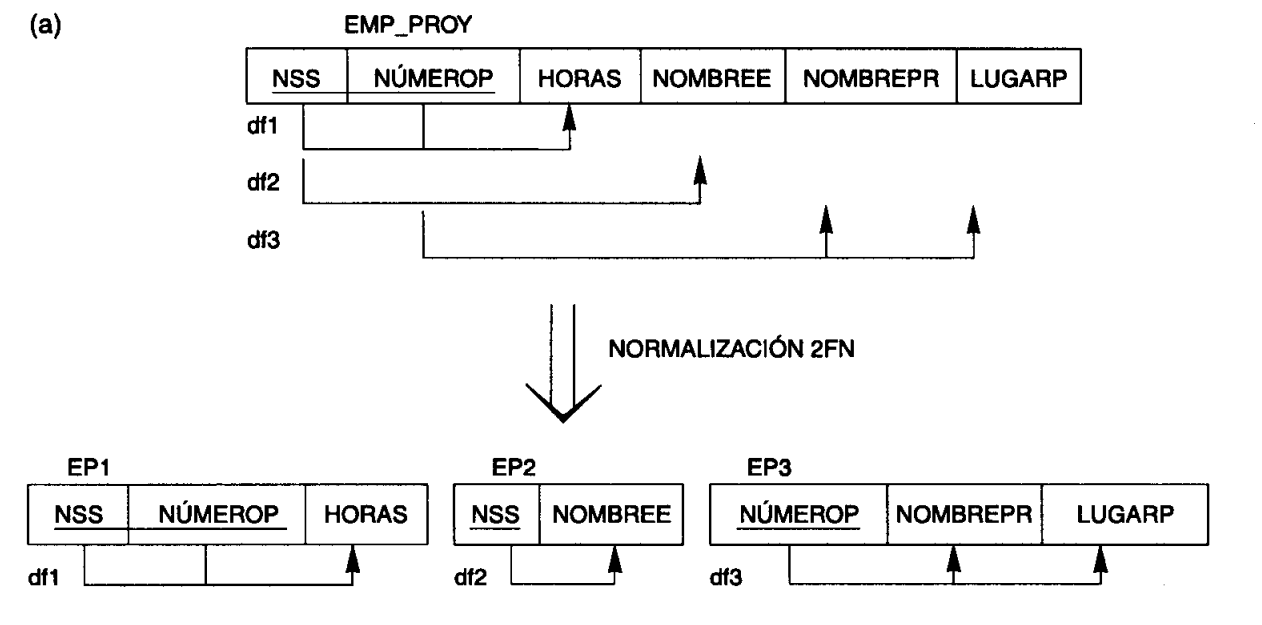 (a) EMP_PROY
NSS NÚMEROP HORAS NOMBREE NOMBREPR LUGARP
df1
df2
df3
NORMALIZACIÓN 2FN
EP1 EP2 EP3
NSS NÚMEROP HORAS NSS NOMBREE NÚMEROP NOMBREPR LUGARP
df1 df2 df3